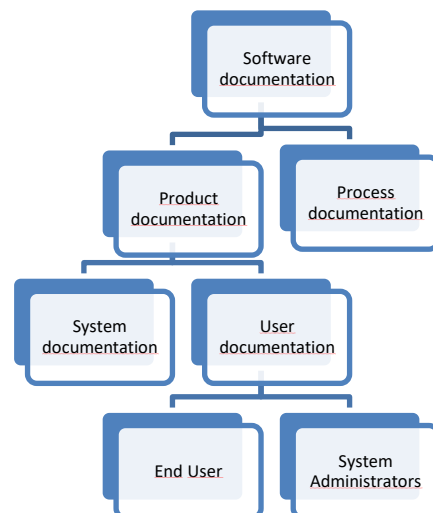 Software
documentation
Product
documentation
Process
documentation
System
documentation
User
documentation
End User
System
Administrators